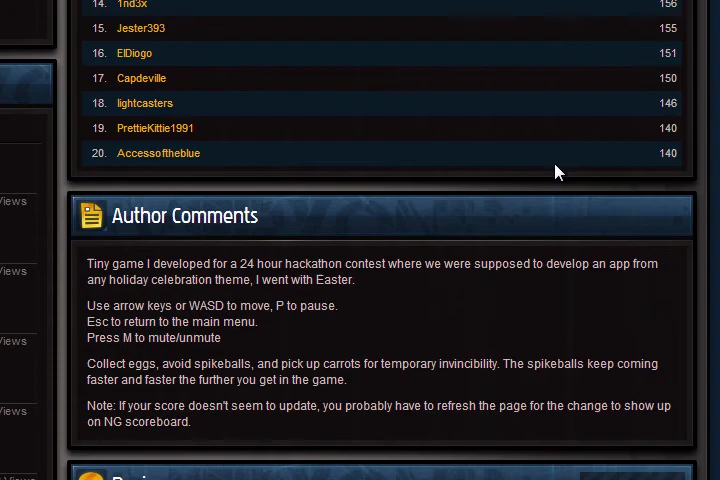 14. 1nd3x 156
15. Jester393 155
16. ElDiogo 151
17. Capdeville 150
18. lightcasters 146
19. PrettieKittie1991 140
20. Accessoftheblue 140
Views
Author Comments
Tiny game I developed for a 24 hour hackathon contest where we were supposed to develop an app from
any holiday celebration theme, I went with Easter.
Views
Use arrow keys or WASD to move, P to pause.
Esc to return to the main menu.
Press M to mute/unmute
Views
Collect eggs, avoid spikeballs, and pick up carrots for temporary invincibility. The spikeballs keep coming
faster and faster the further you get in the game.
Note: If your score doesn't seem to update, you probably have to refresh the page for the change to show up
on NG scoreboard.
Views